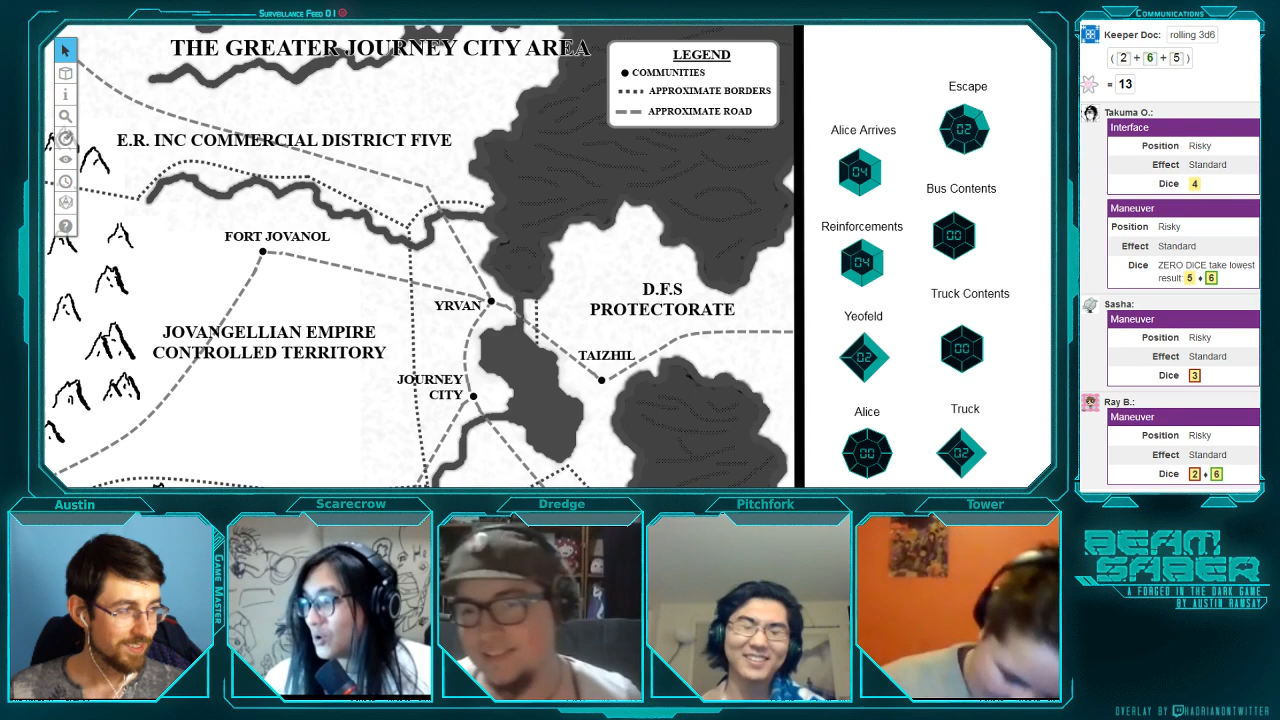 SURVEILLANCE FEED 01
COMMUNICATIONS
THE GREATER JOURNEY CITY AREA
LEGEND
COMMUNITIES
APPROXIMATE BORDERS
APPROXIMATE ROAD
E.R. INC COMMERCIAL DISTRICT FIVE
FORT JOVANOL
YRVAN
D.F.S
PROTECTORATE
JOVANGELLIAN EMPIRE
CONTROLLED TERRITORY
TAIZHIL
JOURNEY
CITY
Escape
02
Alice Arrives
04
Bus Contents
00
Reinforcements
04
Truck Contents
00
Yeofeld
02
Alice
00
Truck
02
Keeper Doc: rolling 3d6
( 2 + 6 + 5 )
= 13
Takuma O.:
Interface
Position Risky
Effect Standard
Dice 4
Maneuver
Position Risky
Effect Standard
Dice ZERO DICE take lowest
result: 5 + 6
Sasha:
Maneuver
Position Risky
Effect Standard
Dice 3
Ray B.:
Maneuver
Position Risky
Effect Standard
Dice 2 + 6
Austin
Scarecrow
Dredge
Pitchfork
Tower
GAME MASTER
BEAM
SABER
A FORGED IN THE DARK GAME
BY AUSTIN RAMSAY
OVERLAY BY HADRIANONTWITTER